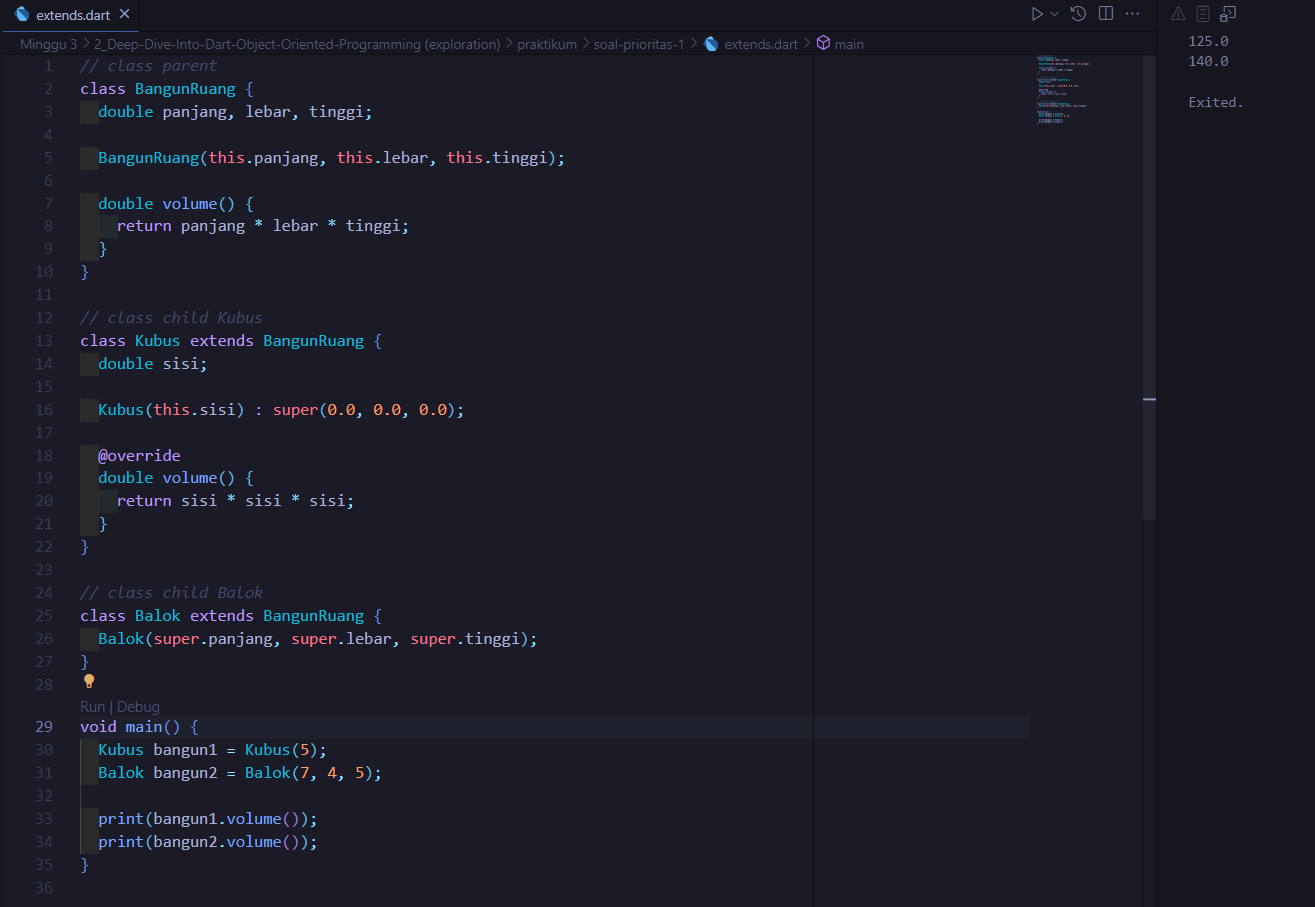 extends.dart
Minggu 3 > 2_Deep-Dive-Into-Dart-Object-Oriented-Programming (exploration) > praktikum > soal-prioritas-1 > extends.dart > main
1 // class parent
2 class BangunRuang {
3   double panjang, lebar, tinggi;
4
5   BangunRuang(this.panjang, this.lebar, this.tinggi);
6
7   double volume() {
8     return panjang * lebar * tinggi;
9   }
10 }
11
12 // class child Kubus
13 class Kubus extends BangunRuang {
14   double sisi;
15
16   Kubus(this.sisi) : super(0.0, 0.0, 0.0);
17
18   @override
19   double volume() {
20     return sisi * sisi * sisi;
21   }
22 }
23
24 // class child Balok
25 class Balok extends BangunRuang {
26   Balok(super.panjang, super.lebar, super.tinggi);
27 }
28
Run | Debug
29 void main() {
30   Kubus bangun1 = Kubus(5);
31   Balok bangun2 = Balok(7, 4, 5);
32
33   print(bangun1.volume());
34   print(bangun2.volume());
35 }
36
125.0
140.0
Exited.